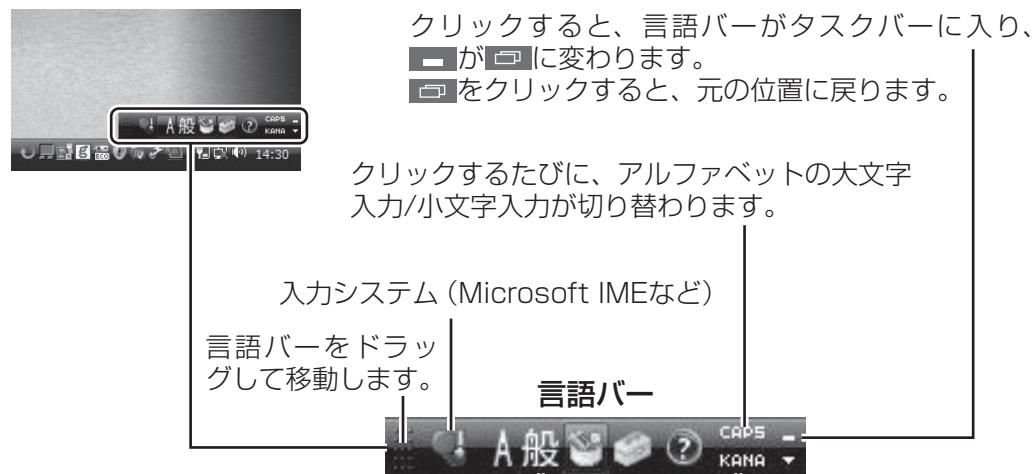 クリックすると、言語バーがタスクバーに入り、
が に変わります。
をクリックすると、元の位置に戻ります。
A 般 ? CAPS
KANA
14:30
クリックするたびに、アルファベットの大文字
入力/小文字入力が切り替わります。
入力システム（Microsoft IMEなど）
言語バーをドラッ
グして移動します。
言語バー
A 般 ? CAPS
KANA